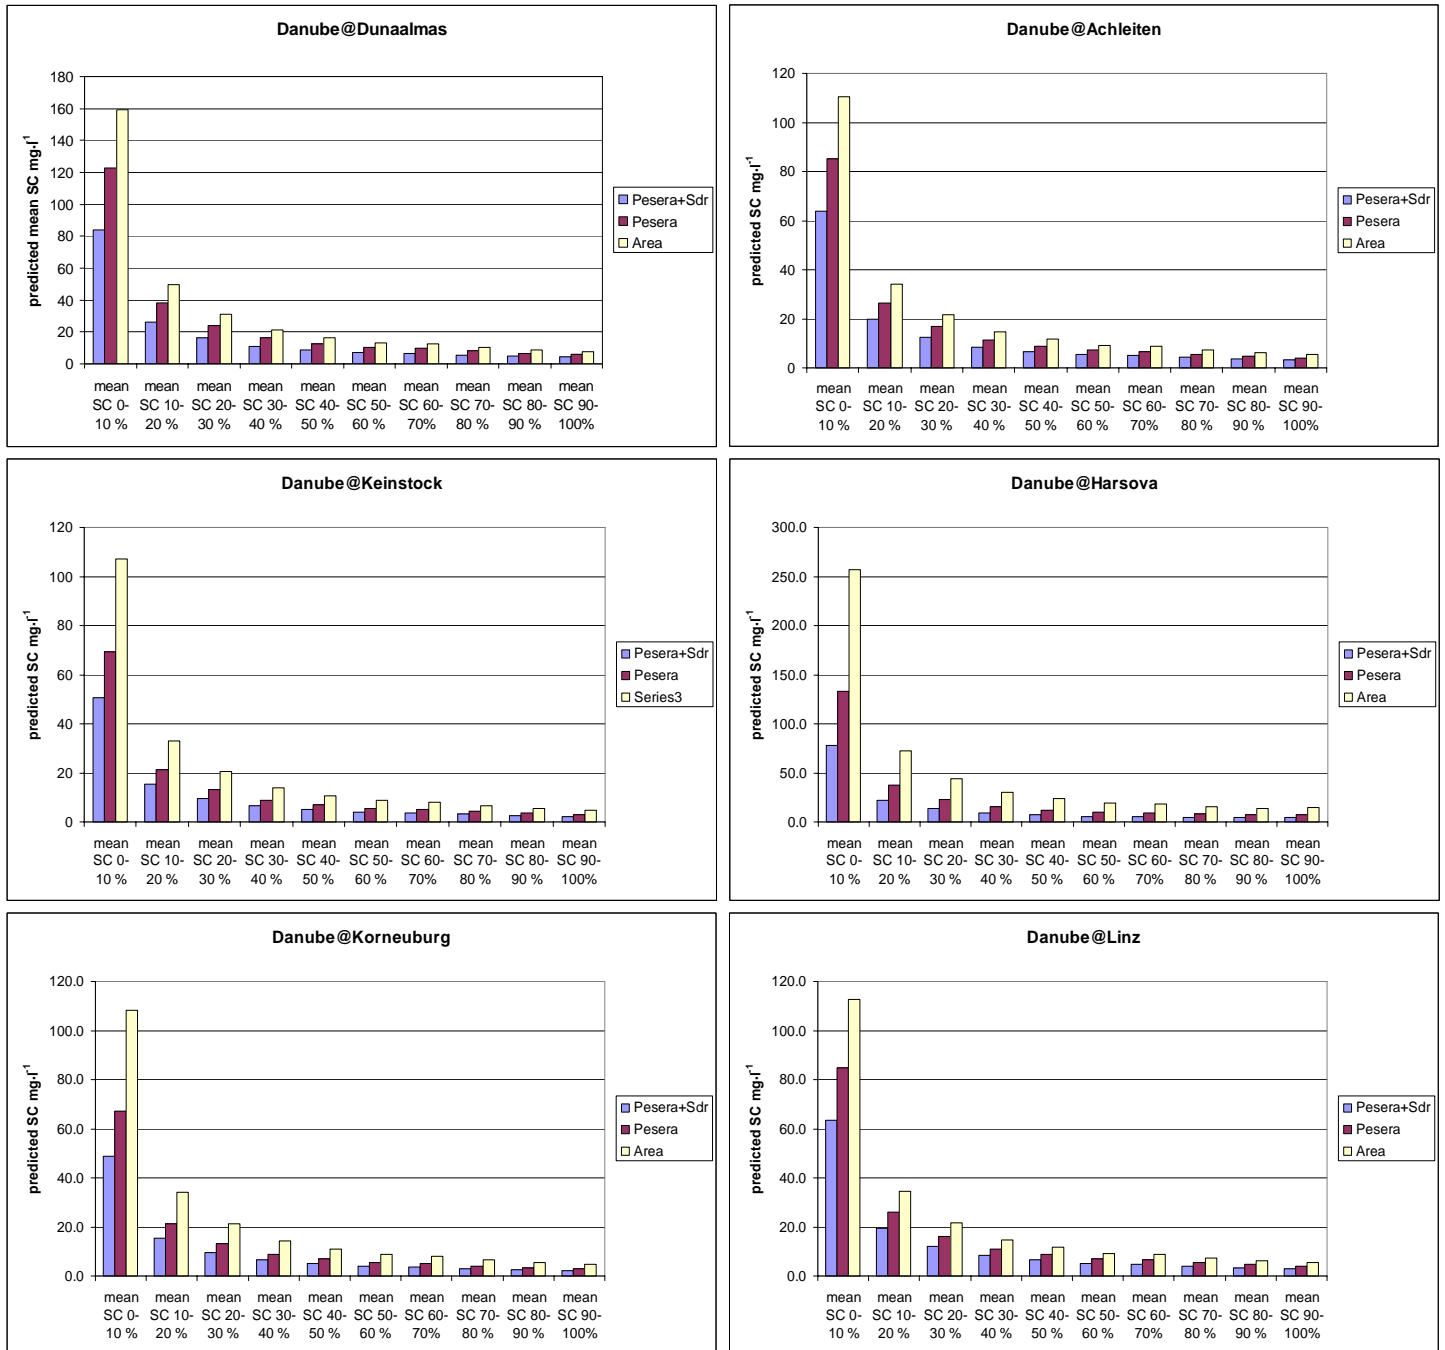 Danube@Dunaalmas
predicted mean SC mg·l-1
180
160
140
120
100
80
60
40
20
0
mean SC 0-10 %
mean SC 10-20 %
mean SC 20-30 %
mean SC 30-40 %
mean SC 40-50 %
mean SC 50-60 %
mean SC 60-70%
mean SC 70-80 %
mean SC 80-90 %
mean SC 90-100%
Pesera+Sdr
Pesera
Area
Danube@Achleiten
predicted SC mg·l-1
120
100
80
60
40
20
0
mean SC 0-10 %
mean SC 10-20 %
mean SC 20-30 %
mean SC 30-40 %
mean SC 40-50 %
mean SC 50-60 %
mean SC 60-70%
mean SC 70-80 %
mean SC 80-90 %
mean SC 90-100%
Pesera+Sdr
Pesera
Area
Danube@Keinstock
predicted SC mg·l-1
120
100
80
60
40
20
0
mean SC 0-10 %
mean SC 10-20 %
mean SC 20-30 %
mean SC 30-40 %
mean SC 40-50 %
mean SC 50-60 %
mean SC 60-70%
mean SC 70-80 %
mean SC 80-90 %
mean SC 90-100%
Pesera+Sdr
Pesera
Series3
Danube@Harsova
predicted SC mg·l-1
300.0
250.0
200.0
150.0
100.0
50.0
0.0
mean SC 0-10 %
mean SC 10-20 %
mean SC 20-30 %
mean SC 30-40 %
mean SC 40-50 %
mean SC 50-60 %
mean SC 60-70%
mean SC 70-80 %
mean SC 80-90 %
mean SC 90-100%
Pesera+Sdr
Pesera
Area
Danube@Korneuburg
predicted SC mg·l-1
120.0
100.0
80.0
60.0
40.0
20.0
0.0
mean SC 0-10 %
mean SC 10-20 %
mean SC 20-30 %
mean SC 30-40 %
mean SC 40-50 %
mean SC 50-60 %
mean SC 60-70%
mean SC 70-80 %
mean SC 80-90 %
mean SC 90-100%
Pesera+Sdr
Pesera
Area
Danube@Linz
predicted SC mg·l-1
120.0
100.0
80.0
60.0
40.0
20.0
0.0
mean SC 0-10 %
mean SC 10-20 %
mean SC 20-30 %
mean SC 30-40 %
mean SC 40-50 %
mean SC 50-60 %
mean SC 60-70%
mean SC 70-80 %
mean SC 80-90 %
mean SC 90-100%
Pesera+Sdr
Pesera
Area